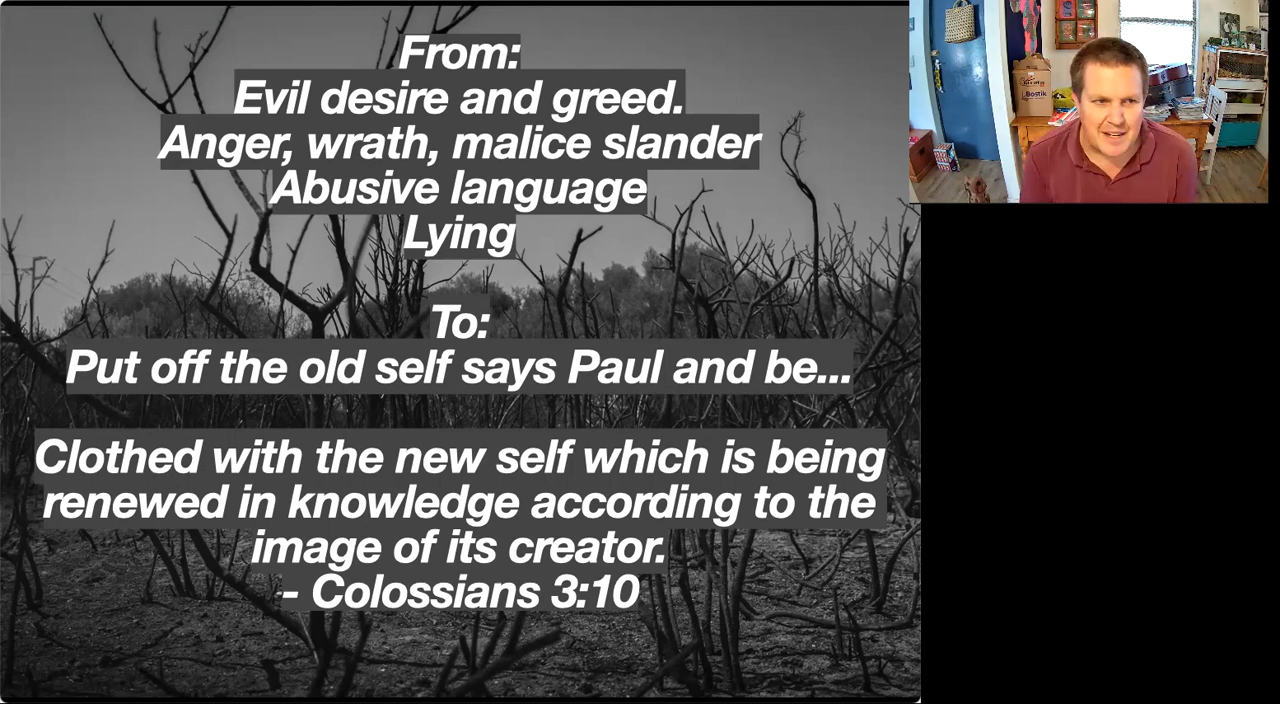 From:
Evil desire and greed.
Anger, wrath, malice slander
Abusive language
Lying
To:
Put off the old self says Paul and be...
Clothed with the new self which is being
renewed in knowledge according to the
image of its creator.
- Colossians 3:10
Bostik